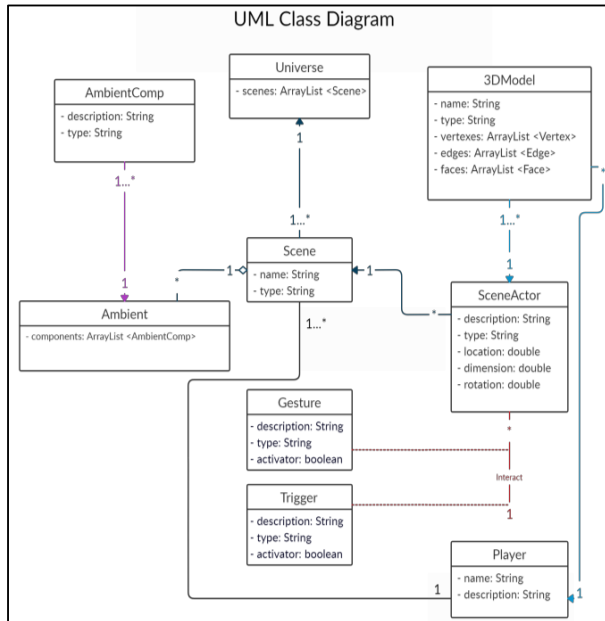 UML Class Diagram
Universe
- scenes: ArrayList <Scene>
AmbientComp
- description: String
- type: String
3DModel
- name: String
- type: String
- vertexes: ArrayList <Vertex>
- edges: ArrayList <Edge>
- faces: ArrayList <Face>
1
*
1...*
1...*
1...*
Scene
- name: String
- type: String
1
*
1
1
1
SceneActor
- description: String
- type: String
- location: double
- dimension: double
- rotation: double
Ambient
- components: ArrayList <AmbientComp>
*
1...*
Gesture
- description: String
- type: String
- activator: boolean
*
Interact
Trigger
- description: String
- type: String
- activator: boolean
1
Player
- name: String
- description: String
1
1